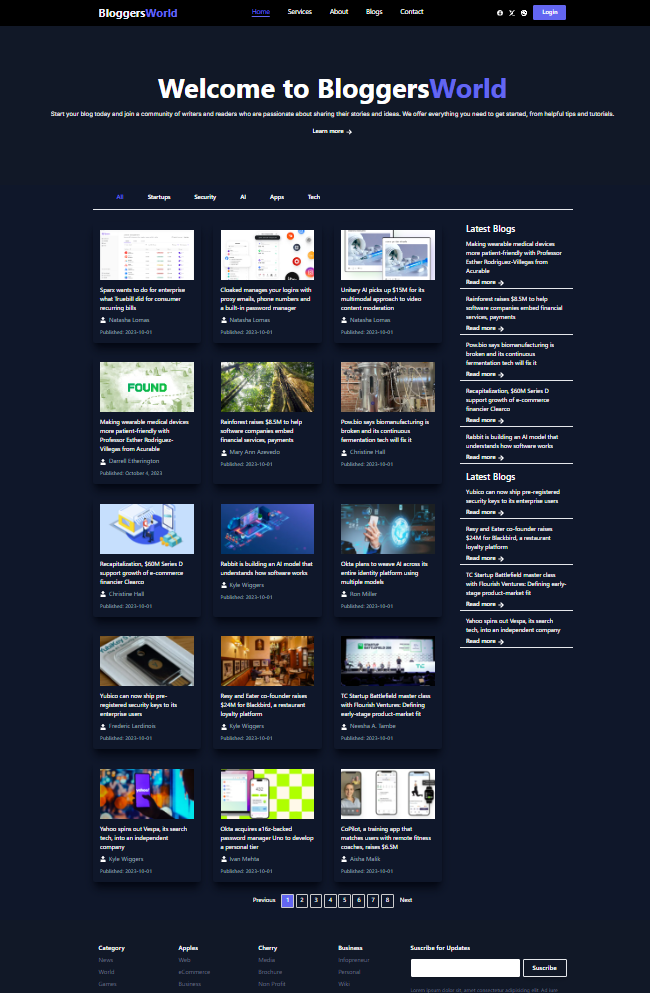 BloggersWorld
Home Services About Blogs Contact
Login
Welcome to BloggersWorld
Start your blog today and join a community of writers and readers who are passionate about sharing their stories and ideas. We offer everything you need to get started, from helpful tips and tutorials.
Learn more
All Startups Security AI Apps Tech
Sparx wants to do for enterprise
what Truebill did for consumer
recurring bills
Natasha Lomas
Published: 2023-10-01
Cloaked manages your logins with
proxy emails, phone numbers and
a built-in password manager
Natasha Lomas
Published: 2023-10-01
Unitary AI picks up $15M for its
multimodal approach to video
content moderation
Natasha Lomas
Published: 2023-10-01
FOUND
Making wearable medical devices
more patient-friendly with
Professor Esther Rodriguez-
Villegas from Acurable
Darrell Etherington
Published: October 4, 2023
Rainforest raises $8.5M to help
software companies embed
financial services, payments
Mary Ann Azevedo
Published: 2023-10-01
Pow.bio says biomanufacturing is
broken and its continuous
fermentation tech will fix it
Christine Hall
Published: 2023-10-01
Recapitalization, $60M Series D
support growth of e-commerce
financier Clearco
Christine Hall
Published: 2023-10-01
Rabbit is building an AI model that
understands how software works
Kyle Wiggers
Published: 2023-10-01
Okta plans to weave AI across its
entire identity platform using
multiple models
Ron Miller
Published: 2023-10-01
Yubico can now ship pre-
registered security keys to its
enterprise users
Frederic Lardinois
Published: 2023-10-01
Resy and Eater co-founder raises
$24M for Blackbird, a restaurant
loyalty platform
Kyle Wiggers
Published: 2023-10-01
STARTUP
BATTLEFIELD 200
TC Startup Battlefield master class
with Flourish Ventures: Defining
early-stage product-market fit
Neesha A. Tambe
Published: 2023-10-01
yahoo!
Yahoo spins out Vespa, its search
tech, into an independent
company
Kyle Wiggers
Published: 2023-10-01
Okta acquires a16z-backed
password manager Uno to develop
a personal tier
Ivan Mehta
Published: 2023-10-01
CoPilot, a training app that
matches users with remote fitness
coaches, raises $6.5M
Aisha Malik
Published: 2023-10-01
Previous 1 2 3 4 5 6 7 8 Next
Latest Blogs
Making wearable medical devices
more patient-friendly with Professor
Esther Rodriguez-Villegas from
Acurable
Read more
Rainforest raises $8.5M to help
software companies embed financial
services, payments
Read more
Pow.bio says biomanufacturing is
broken and its continuous
fermentation tech will fix it
Read more
Recapitalization, $60M Series D
support growth of e-commerce
financier Clearco
Read more
Rabbit is building an AI model that
understands how software works
Read more
Latest Blogs
Yubico can now ship pre-registered
security keys to its enterprise users
Read more
Resy and Eater co-founder raises
$24M for Blackbird, a restaurant
loyalty platform
Read more
TC Startup Battlefield master class
with Flourish Ventures: Defining early-
stage product-market fit
Read more
Yahoo spins out Vespa, its search
tech, into an independent company
Read more
Category
News
World
Games
Apples
Web
eCommerce
Business
Cherry
Media
Brochure
Non Profit
Business
Infopreneur
Personal
Wiki
Suscribe for Updates
Suscribe
Lorem ipsum dolor sit, amet consectetur adipisicing elit. Ad iure